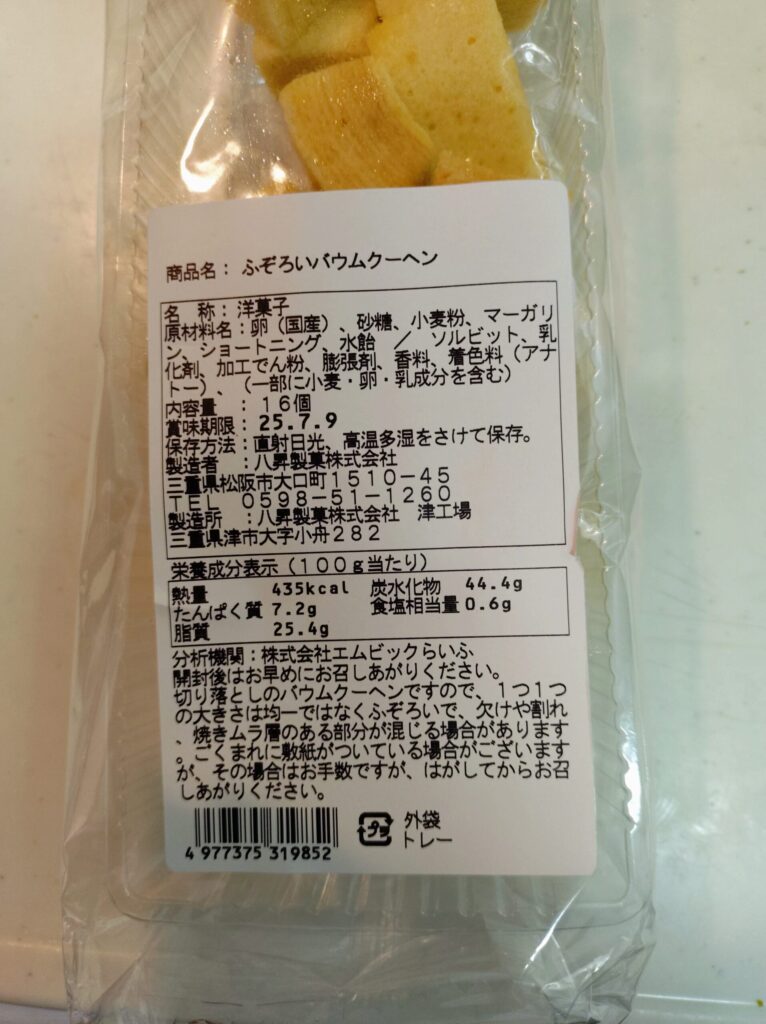 商品名: ふぞろいバウムクーヘン
名　称: 洋菓子
原材料名:卵(国産)、砂糖、小麦粉、マーガリ
ン、ショートニング、水飴　／　ソルビット、乳
化剤、加工でん粉、膨張剤、香料、着色料(アナ
トー)、(一部に小麦・卵・乳成分を含む)
内容量　:１６個
賞味期限: 25.7.9
保存方法:直射日光、高温多湿をさけて保存。
製造者　:八昇製菓株式会社
三重県松阪市大口町１５１０－４５
ＴＥＬ　０５９８－５１－１２６０
製造所　:八昇製菓株式会社　津工場
三重県津市大字小舟２８２
栄養成分表示(１００ｇ当たり)
熱量　435kcal　炭水化物　44.4g
たんぱく質 7.2g　食塩相当量 0.6g
脂質　25.4g
分析機関:株式会社エムビックらいふ
開封後はお早めにお召しあがりください。
切り落としのバウムクーヘンですので、１つ１つ
の大きさは均一ではなくふぞろいで、欠けや割れ
、焼きムラ層のある部分が混じる場合があります
。ごくまれに敷紙がついている場合がございます
が、その場合はお手数ですが、はがしてからお召
しあがりください。
4 977375 319852
プラ 外袋
トレー